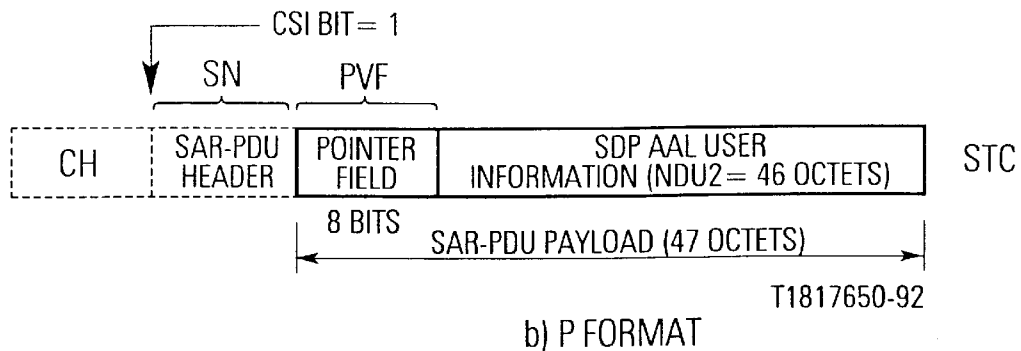 CSI BIT = 1
SN
PVF
CH
SAR-PDU
HEADER
POINTER
FIELD
SDP AAL USER
INFORMATION (NDU2 = 46 OCTETS)
STC
8 BITS
SAR-PDU PAYLOAD (47 OCTETS)
T1817650-92
b) P FORMAT